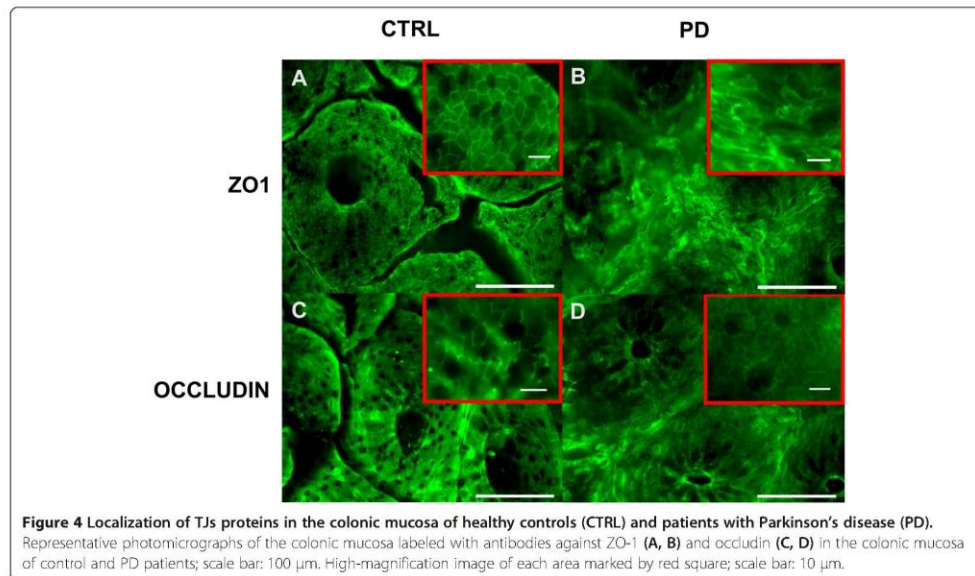 CTRL PD
A B
ZO1
C D
OCCLUDIN
Figure 4 Localization of TJs proteins in the colonic mucosa of healthy controls (CTRL) and patients with Parkinson's disease (PD).
Representative photomicrographs of the colonic mucosa labeled with antibodies against ZO-1 (A, B) and occludin (C, D) in the colonic mucosa
of control and PD patients; scale bar: 100 μm. High-magnification image of each area marked by red square; scale bar: 10 μm.